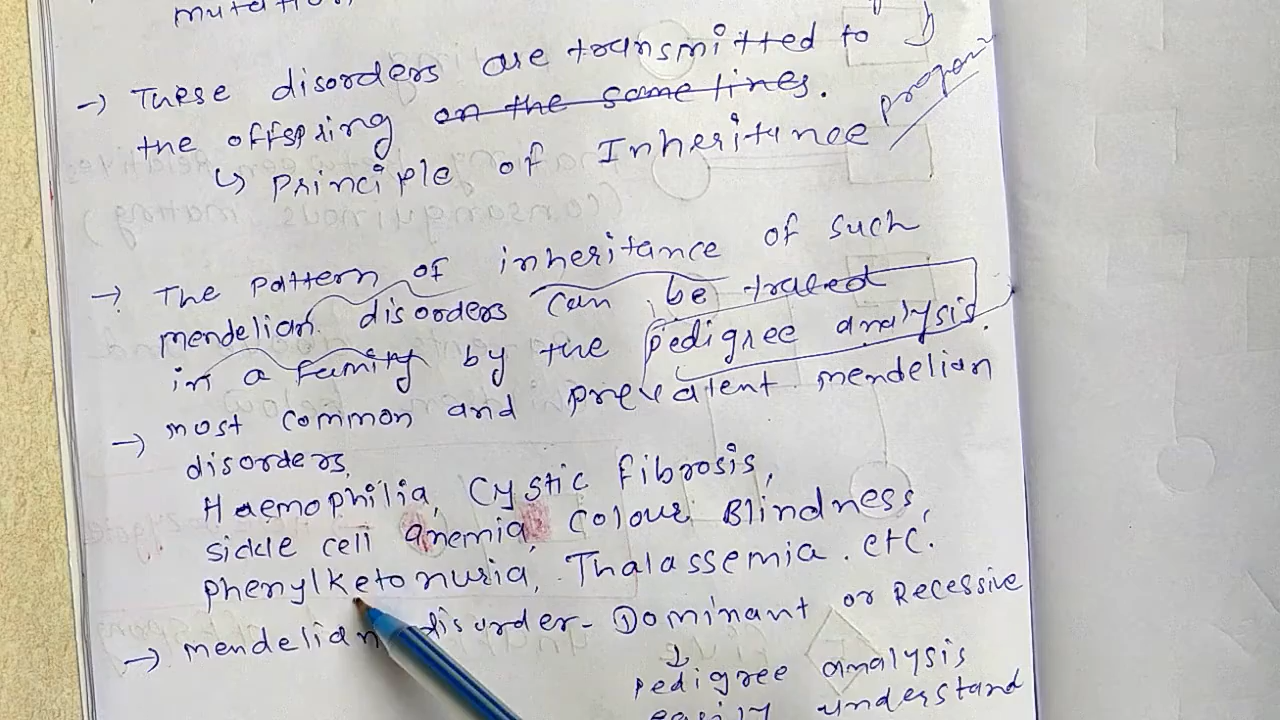 mutation,
→ These disorders are transmitted to
the offspring on the same lines.
↳ Principle of Inheritance
→ The pattern of inheritance of such
mendelian disorders can be traced
in a family by the pedigree analysis.
→ most common and prevalent mendelian
disorders,
Haemophilia, Cystic Fibrosis,
sickle cell anemia, Colour Blindness,
phenylketonuria, Thalassemia. etc.
→ mendelian disorder - Dominant or Recessive
↓
pedigree analysis
easily understand